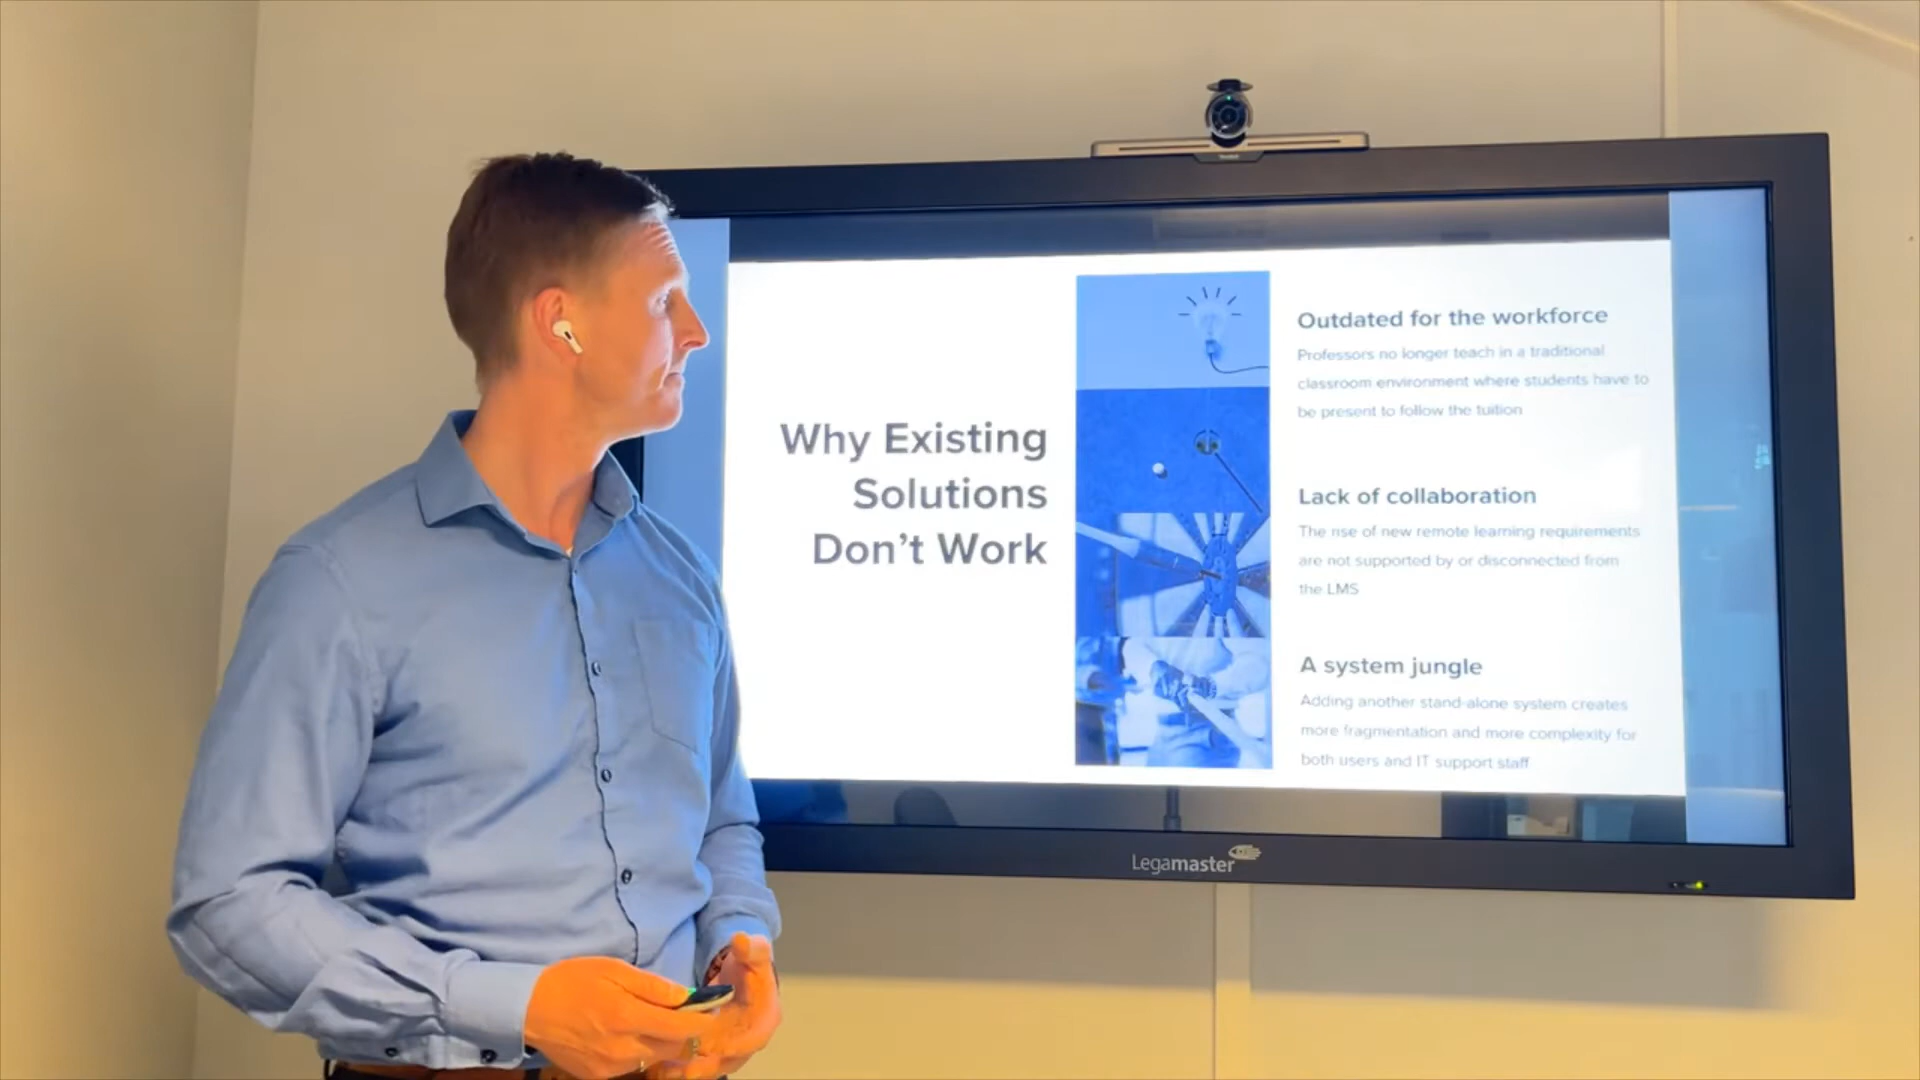 Why Existing
Solutions
Don't Work
Outdated for the workforce
Professors no longer teach in a traditional
classroom environment where students have to
be present to follow the tuition
Lack of collaboration
The rise of new remote learning requirements
are not supported by or disconnected from
the LMS
A system jungle
Adding another stand-alone system creates
more fragmentation and more complexity for
both users and IT support staff
Legamaster